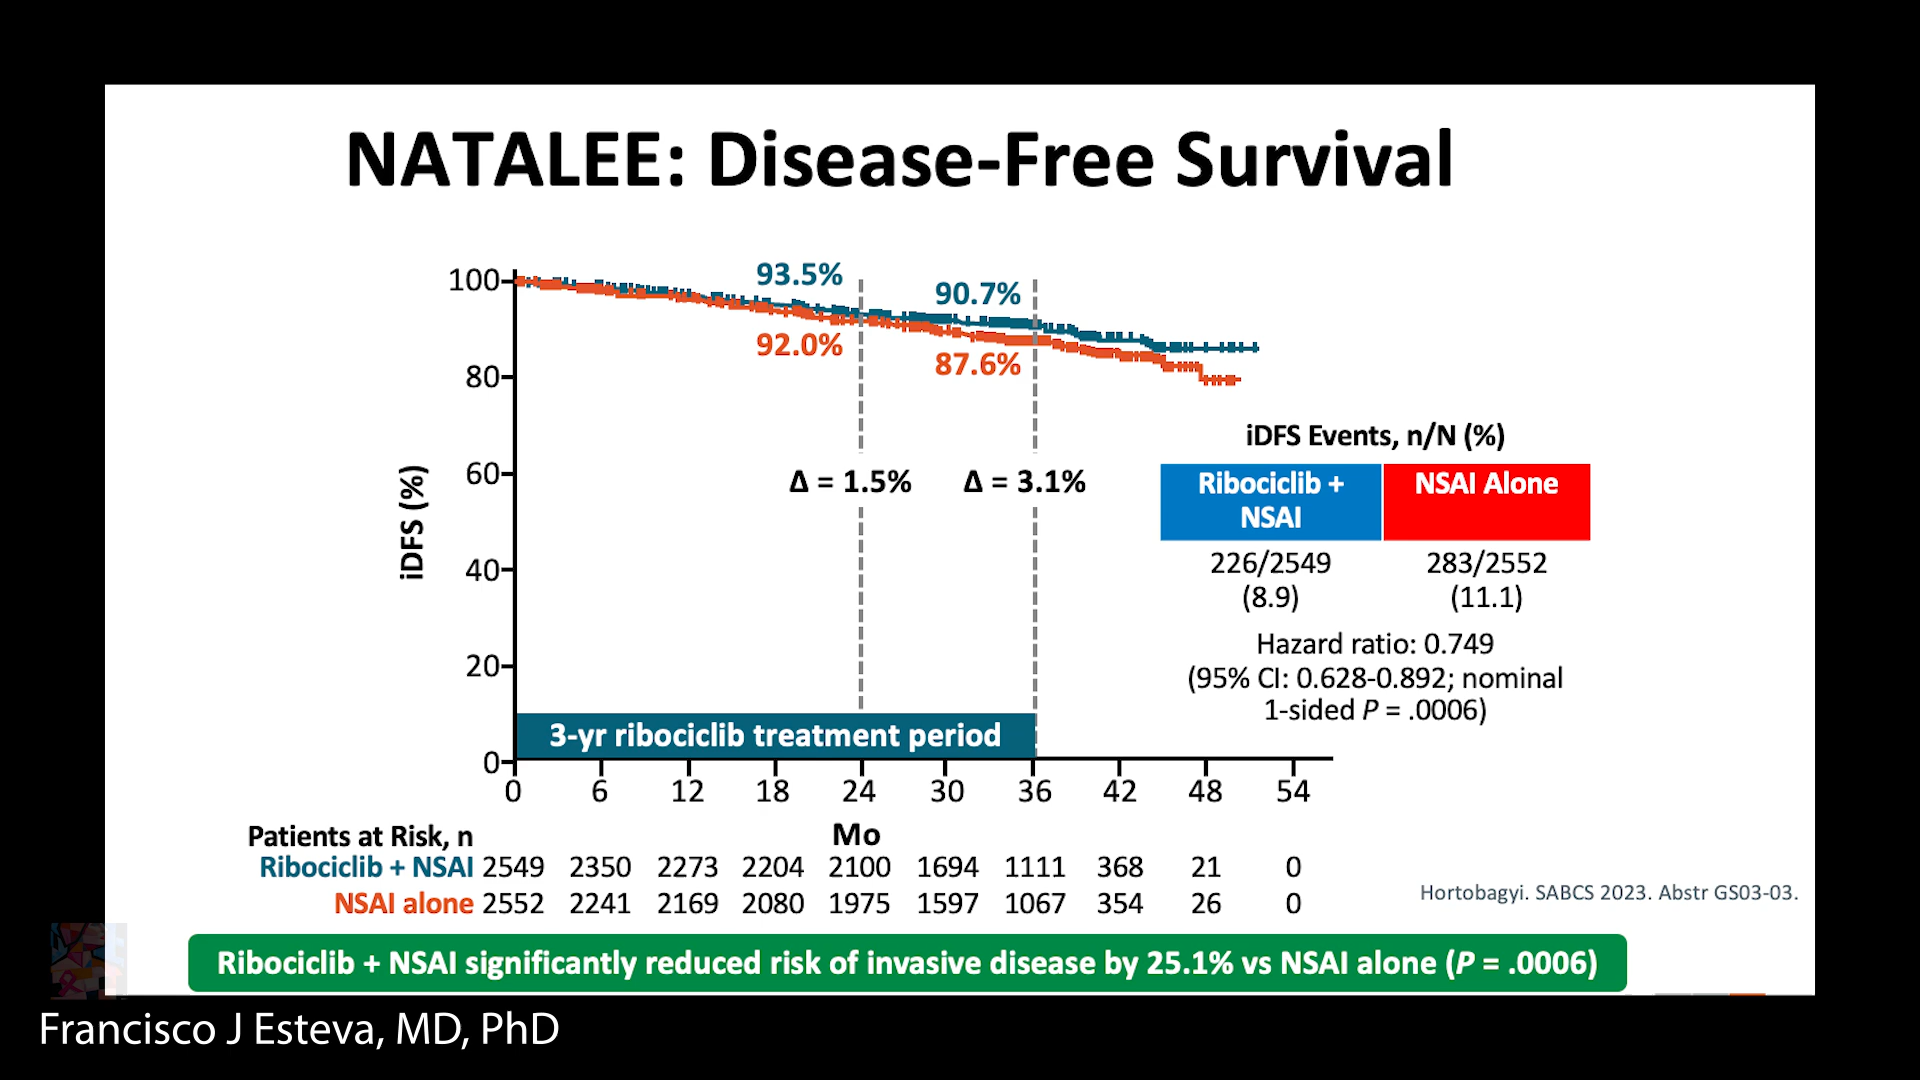 NATALEE: Disease-Free Survival
100
80
60
40
20
0
iDFS (%)
93.5%
90.7%
92.0%
87.6%
Δ = 1.5%
Δ = 3.1%
3-yr ribociclib treatment period
0 6 12 18 24 30 36 42 48 54
Mo
iDFS Events, n/N (%)
Ribociclib +
NSAI
NSAI Alone
226/2549
(8.9)
283/2552
(11.1)
Hazard ratio: 0.749
(95% CI: 0.628-0.892; nominal
1-sided P = .0006)
Patients at Risk, n
Ribociclib + NSAI 2549 2350 2273 2204 2100 1694 1111 368 21 0
NSAI alone 2552 2241 2169 2080 1975 1597 1067 354 26 0
Hortobagyi. SABCS 2023. Abstr GS03-03.
Ribociclib + NSAI significantly reduced risk of invasive disease by 25.1% vs NSAI alone (P = .0006)
Francisco J Esteva, MD, PhD